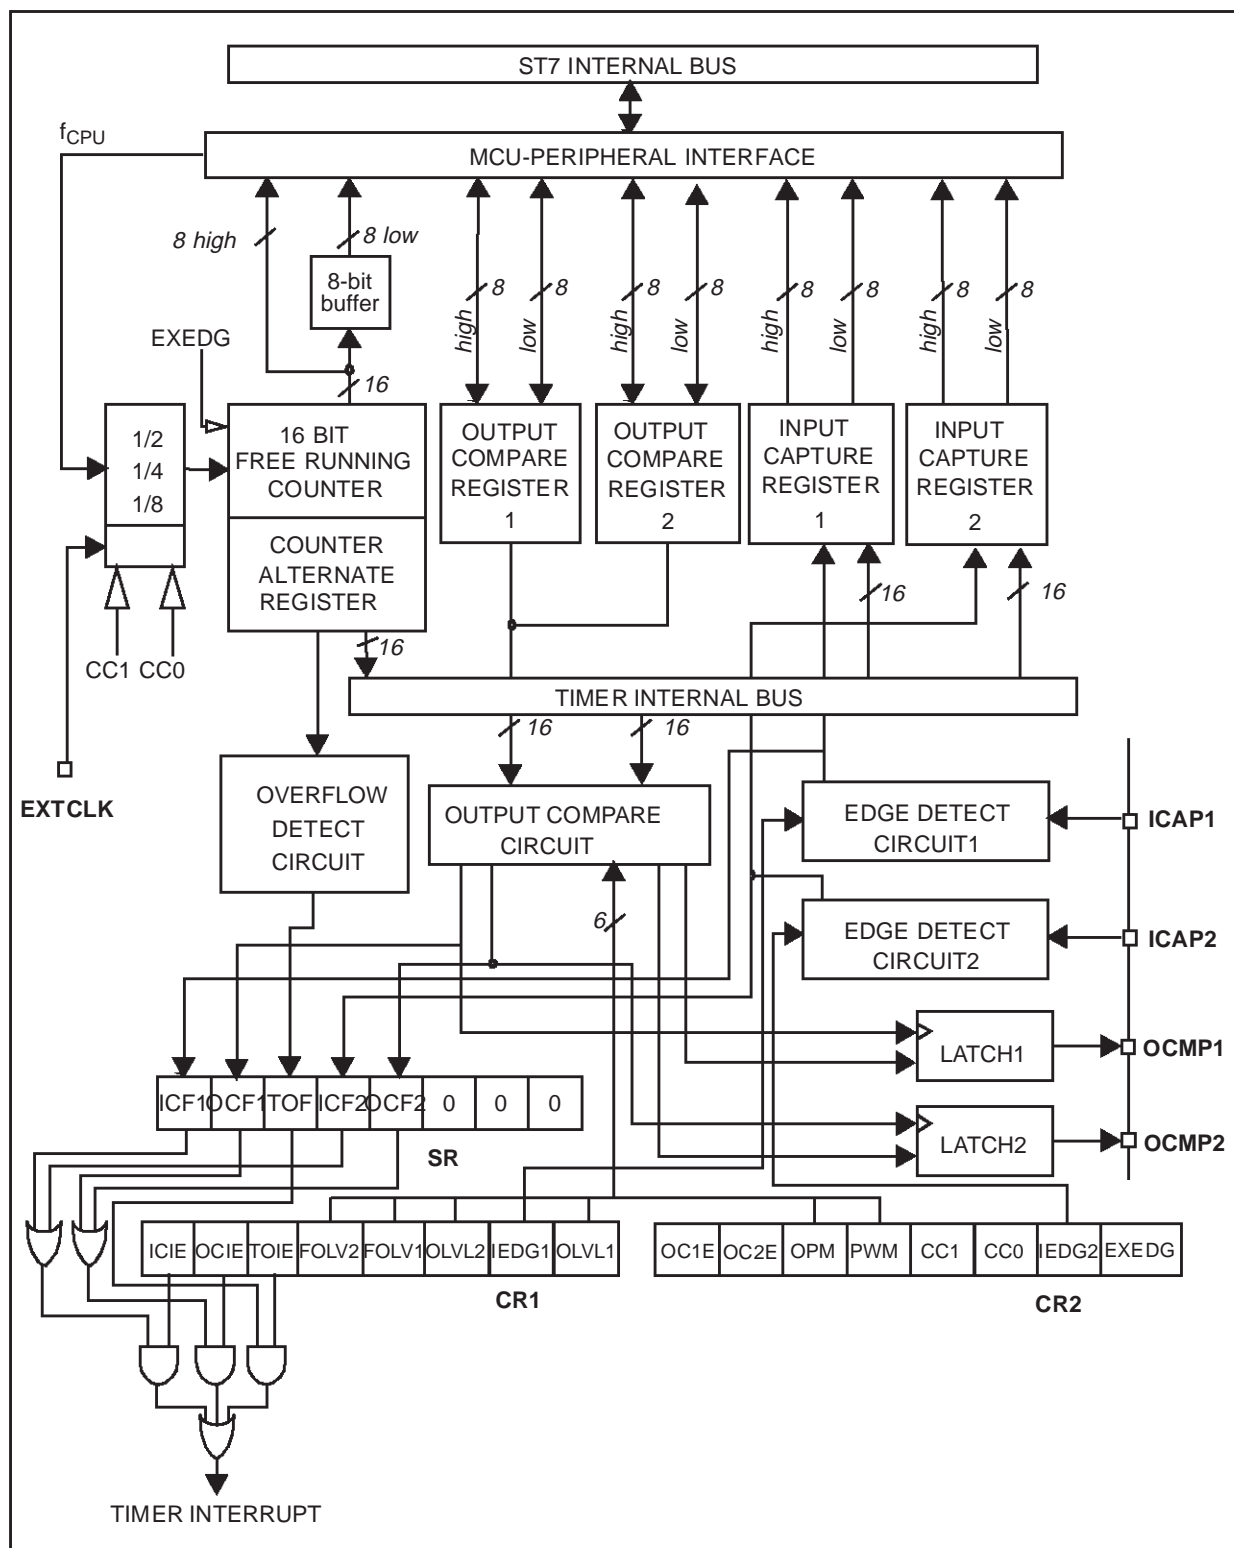 ST7 INTERNAL BUS
fCPU
MCU-PERIPHERAL INTERFACE
8 high
8 low
8-bit
buffer
8
8
8
8
8
8
8
8
high
low
high
low
high
low
high
low
EXEDG
16
1/2
1/4
1/8
16 BIT
FREE RUNNING
COUNTER
OUTPUT
COMPARE
REGISTER
1
OUTPUT
COMPARE
REGISTER
2
INPUT
CAPTURE
REGISTER
1
INPUT
CAPTURE
REGISTER
2
COUNTER
ALTERNATE
REGISTER
16
16
16
CC1
CC0
TIMER INTERNAL BUS
16
16
EXTCLK
OVERFLOW
DETECT
CIRCUIT
OUTPUT COMPARE
CIRCUIT
EDGE DETECT
CIRCUIT1
ICAP1
6
EDGE DETECT
CIRCUIT2
ICAP2
LATCH1
OCMP1
ICF1 OCF1 TOF ICF2 OCF2 0 0 0
SR
LATCH2
OCMP2
ICIE OCIE TOIE FOLV2 FOLV1 OLVL2 IEDG1 OLVL1
CR1
OC1E OC2E OPM PWM CC1 CC0 IEDG2 EXEDG
CR2
TIMER INTERRUPT